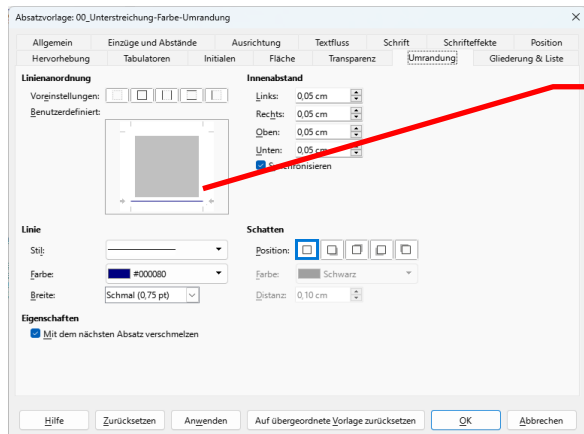 Absatzvorlage: 00_Unterstreichung-Farbe-Umrandung
Allgemein Einzüge und Abstände Ausrichtung Textfluss Schrift Schrifteffekte Position
Hervorhebung Tabulatoren Initialen Fläche Transparenz Umrandung Gliederung & Liste
Linienanordnung Innenabstand
Voreinstellungen: Links: 0,05 cm
Benutzerdefiniert: Rechts: 0,05 cm
Oben: 0,05 cm
Unten: 0,05 cm
Synchronisieren
Linie Schatten
Stil: Position:
Farbe: #000080 Farbe: Schwarz
Breite: Schmal (0,75 pt) Distanz: 0,10 cm
Eigenschaften
Mit dem nächsten Absatz verschmelzen
Hilfe Zurücksetzen Anwenden Auf übergeordnete Vorlage zurücksetzen OK Abbrechen